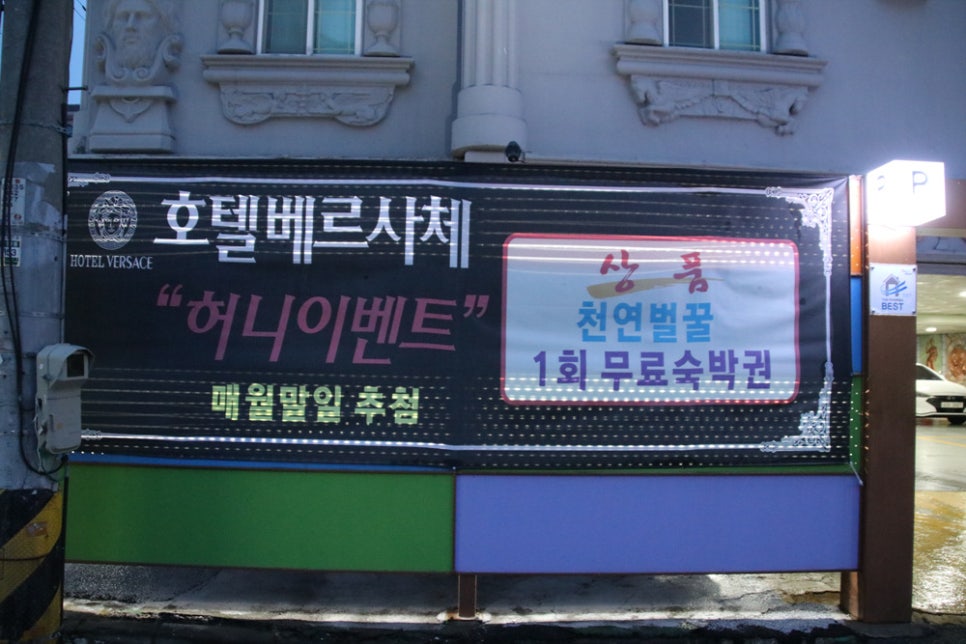 호텔베르사체
HOTEL VERSACE
“허니이벤트”
매월말일 추첨
상품
천연벌꿀
1회 무료숙박권
P
P
BEST